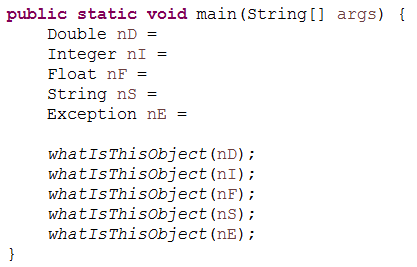 public static void main(String[] args) {
    Double nD =
    Integer nI =
    Float nF =
    String nS =
    Exception nE =

    whatIsThisObject(nD);
    whatIsThisObject(nI);
    whatIsThisObject(nF);
    whatIsThisObject(nS);
    whatIsThisObject(nE);
}